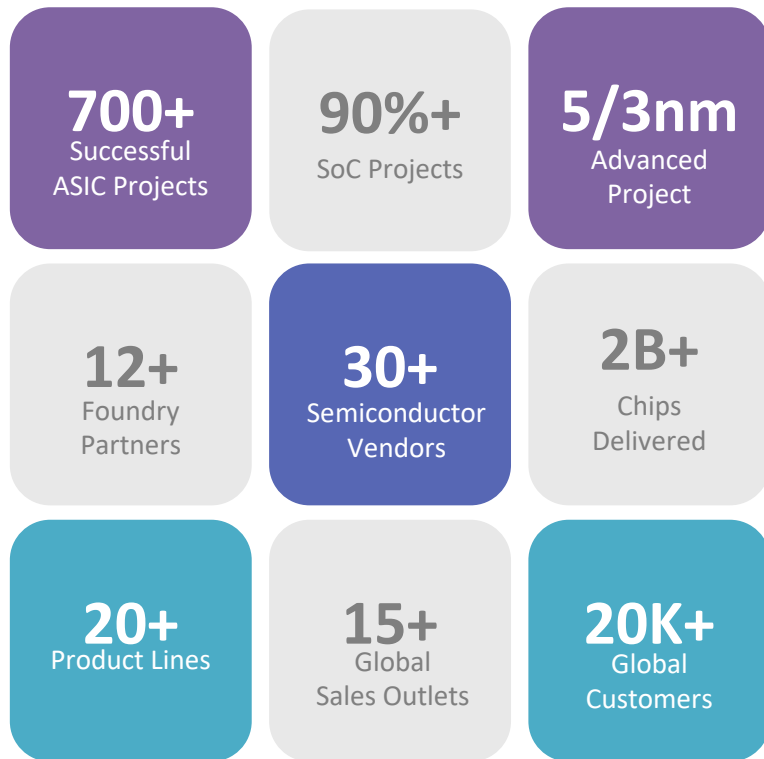 700+
Successful
ASIC Projects
90%+
SoC Projects
5/3nm
Advanced
Project
12+
Foundry
Partners
30+
Semiconductor
Vendors
2B+
Chips
Delivered
20+
Product Lines
15+
Global
Sales Outlets
20K+
Global
Customers